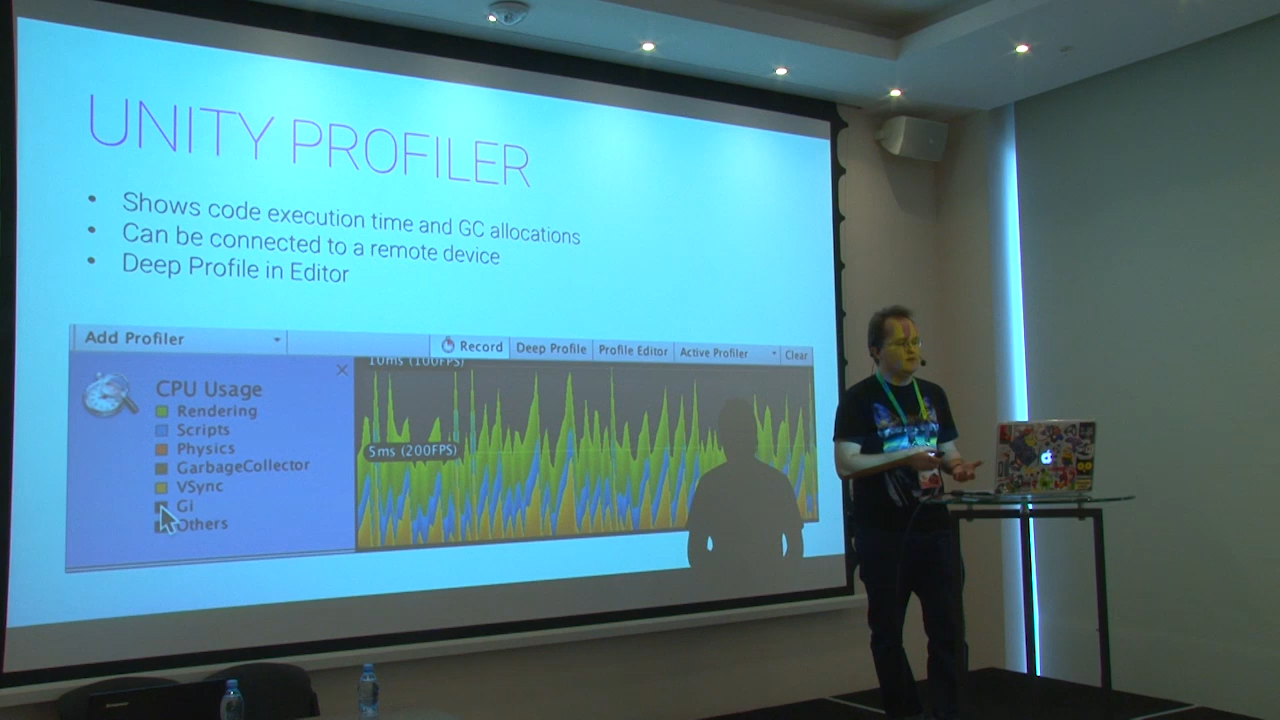 UNITY PROFILER
• Shows code execution time and GC allocations
• Can be connected to a remote device
• Deep Profile in Editor
Add Profiler
Record
Deep Profile
Profile Editor
Active Profiler
Clear
CPU Usage
Rendering
Scripts
Physics
GarbageCollector
VSync
Gi
Others
10ms (100FPS)
5ms (200FPS)